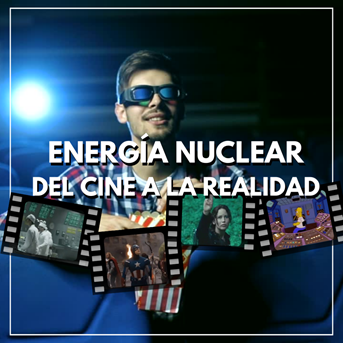 ENERGÍA NUCLEAR
DEL CINE A LA REALIDAD